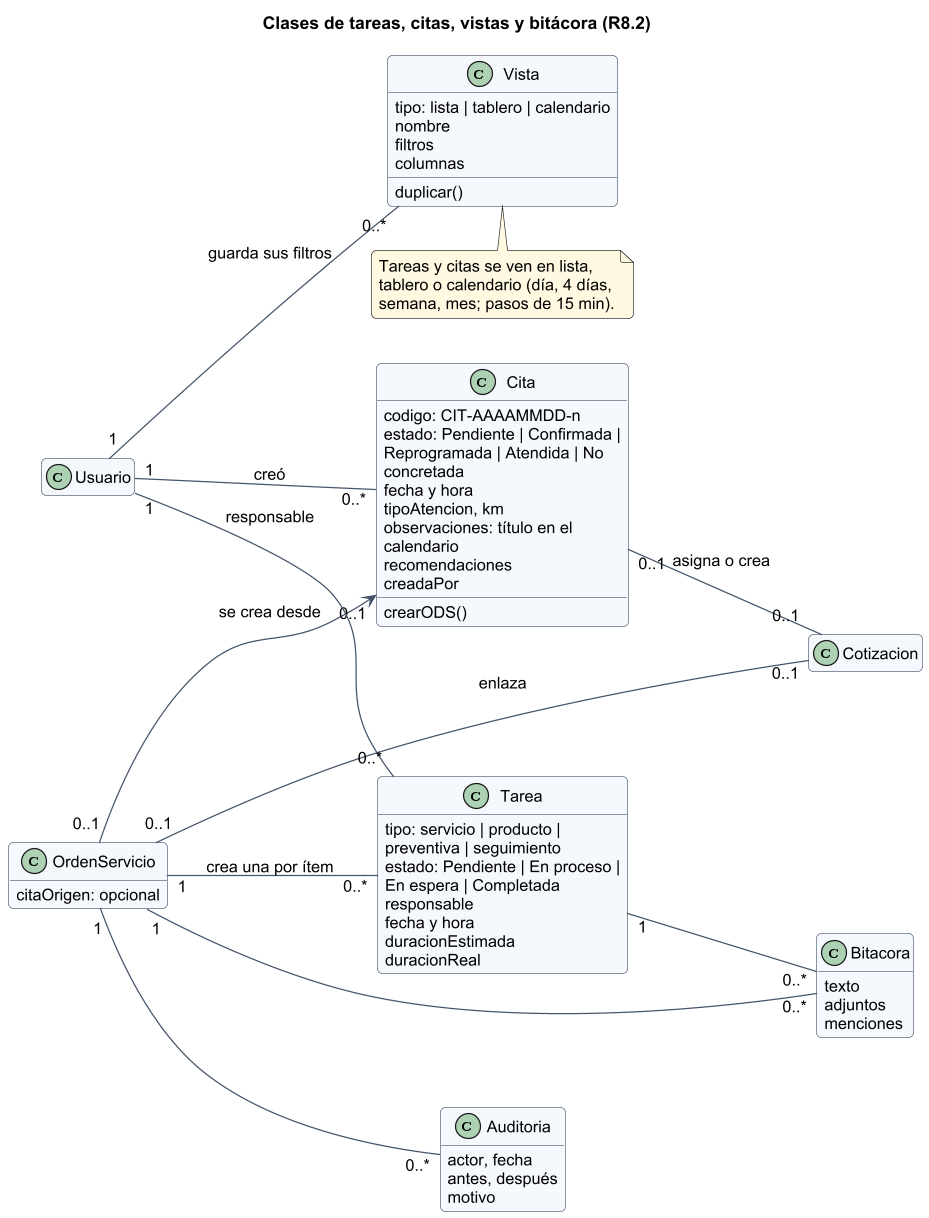 Clases de tareas, citas, vistas y bitácora (R8.2)
C Vista
tipo: lista | tablero | calendario
nombre
filtros
columnas
duplicar()
0..*
guarda sus filtros
Tareas y citas se ven en lista,
tablero o calendario (día, 4 días,
semana, mes; pasos de 15 min).
C Cita
codigo: CIT-AAAAMMDD-n
estado: Pendiente | Confirmada |
Reprogramada | Atendida | No
concretada
fecha y hora
tipoAtencion, km
observaciones: título en el
calendario
recomendaciones
creadaPor
crearODS()
1
C Usuario
1
creó
0..*
1
responsable
0..1
asigna o crea
0..1
se crea desde
0..1
C Cotizacion
0..1
enlaza
0..*
C Tarea
tipo: servicio | producto |
preventiva | seguimiento
estado: Pendiente | En proceso |
En espera | Completada
responsable
fecha y hora
duracionEstimada
duracionReal
0..1
0..1
C OrdenServicio
citaOrigen: opcional
crea una por ítem
1
0..*
1
1
1
C Bitacora
texto
adjuntos
menciones
0..*
0..*
C Auditoria
actor, fecha
antes, después
motivo
0..*